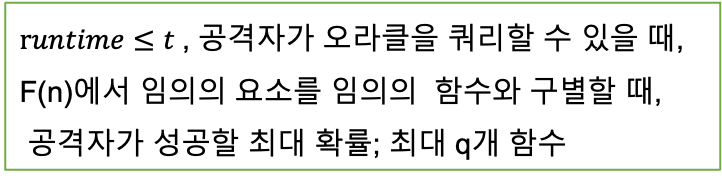 runtime ≤ t , 공격자가 오라클을 쿼리할 수 있을 때,
F(n)에서 임의의 요소를 임의의 함수와 구별할 때,
공격자가 성공할 최대 확률; 최대 q개 함수